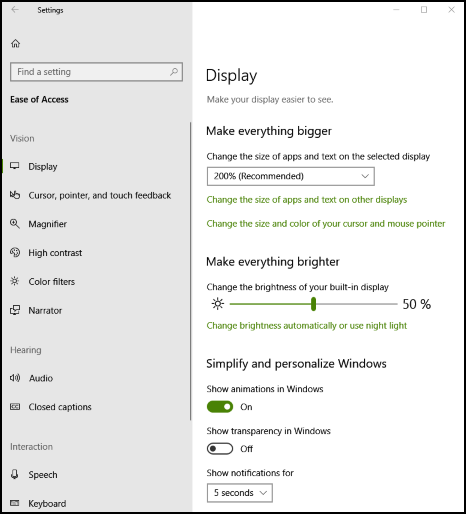 Settings
Find a setting
Ease of Access
Vision
Display
Cursor, pointer, and touch feedback
Magnifier
High contrast
Color filters
Narrator
Hearing
Audio
Closed captions
Interaction
Speech
Keyboard
Display
Make your display easier to see.
Make everything bigger
Change the size of apps and text on the selected display
200% (Recommended)
Change the size of apps and text on other displays
Change the size and color of your cursor and mouse pointer
Make everything brighter
Change the brightness of your built-in display
50 %
Change brightness automatically or use night light
Simplify and personalize Windows
Show animations in Windows
On
Show transparency in Windows
Off
Show notifications for
5 seconds